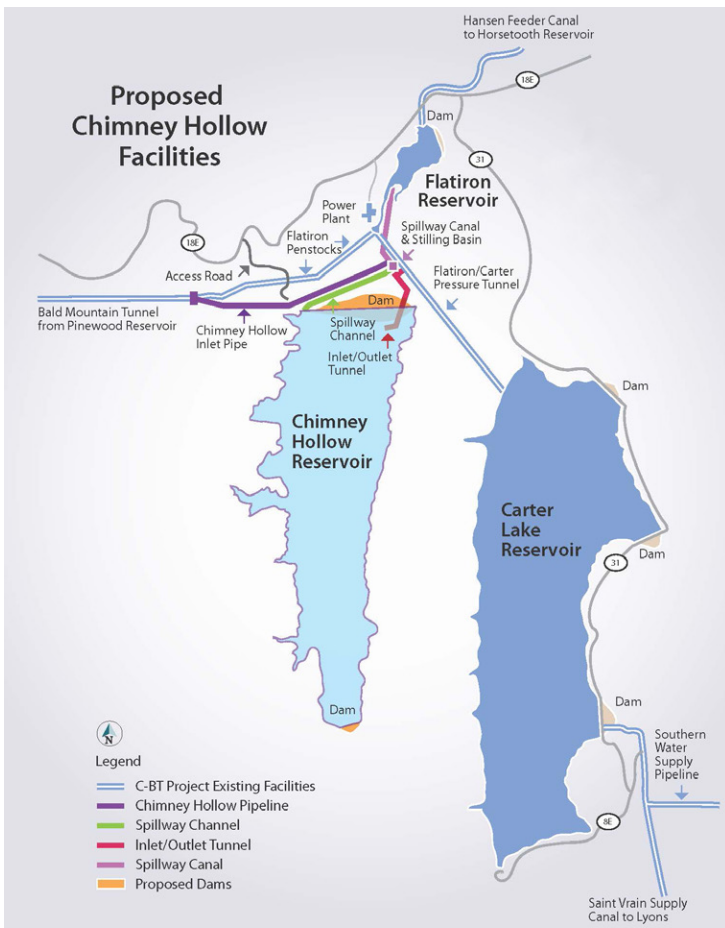 Hansen Feeder Canal
to Horsetooth Reservoir
18E
Proposed
Chimney Hollow
Facilities
Dam
31
Flatiron
Reservoir
Power
Plant
Spillway Canal
& Stilling Basin
18E
Flatiron
Penstocks
Access Road
Flatiron/Carter
Pressure Tunnel
Bald Mountain Tunnel
from Pinewood Reservoir
Chimney Hollow
Inlet Pipe
Dam
Spillway
Channel
Inlet/Outlet
Tunnel
Dam
Chimney
Hollow
Reservoir
Carter
Lake
Reservoir
Dam
31
Dam
Dam
Southern
Water
Supply
Pipeline
N
Legend
C-BT Project Existing Facilities
Chimney Hollow Pipeline
Spillway Channel
Inlet/Outlet Tunnel
Spillway Canal
Proposed Dams
8E
Saint Vrain Supply
Canal to Lyons